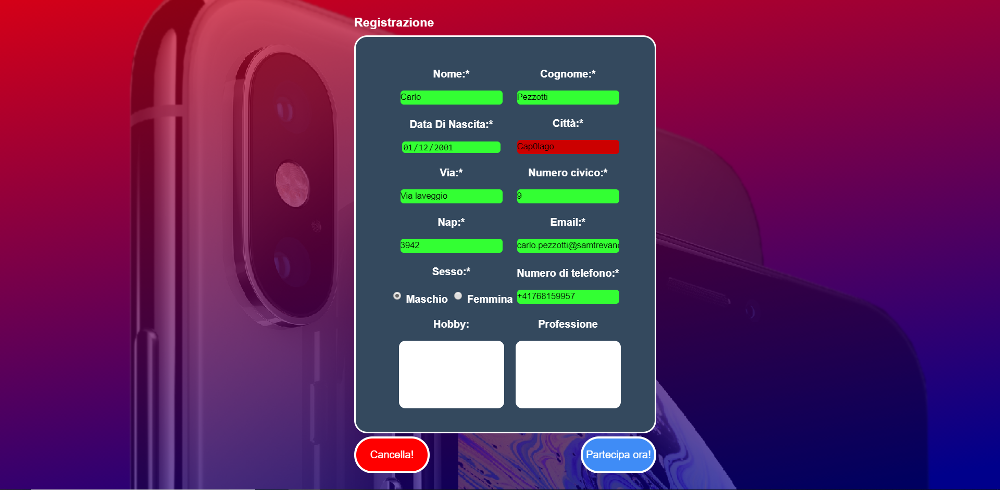 Registrazione
Nome:*
Cognome:*
Carlo
Pezzotti
Data Di Nascita:*
Città:*
01/12/2001
Cap0lago
Via:*
Numero civico:*
Via laveggio
9
Nap:*
Email:*
3942
carlo.pezzotti@samtrevano
Sesso:*
Numero di telefono:*
Maschio
Femmina
+41768159957
Hobby:
Professione
Cancella!
Partecipa ora!